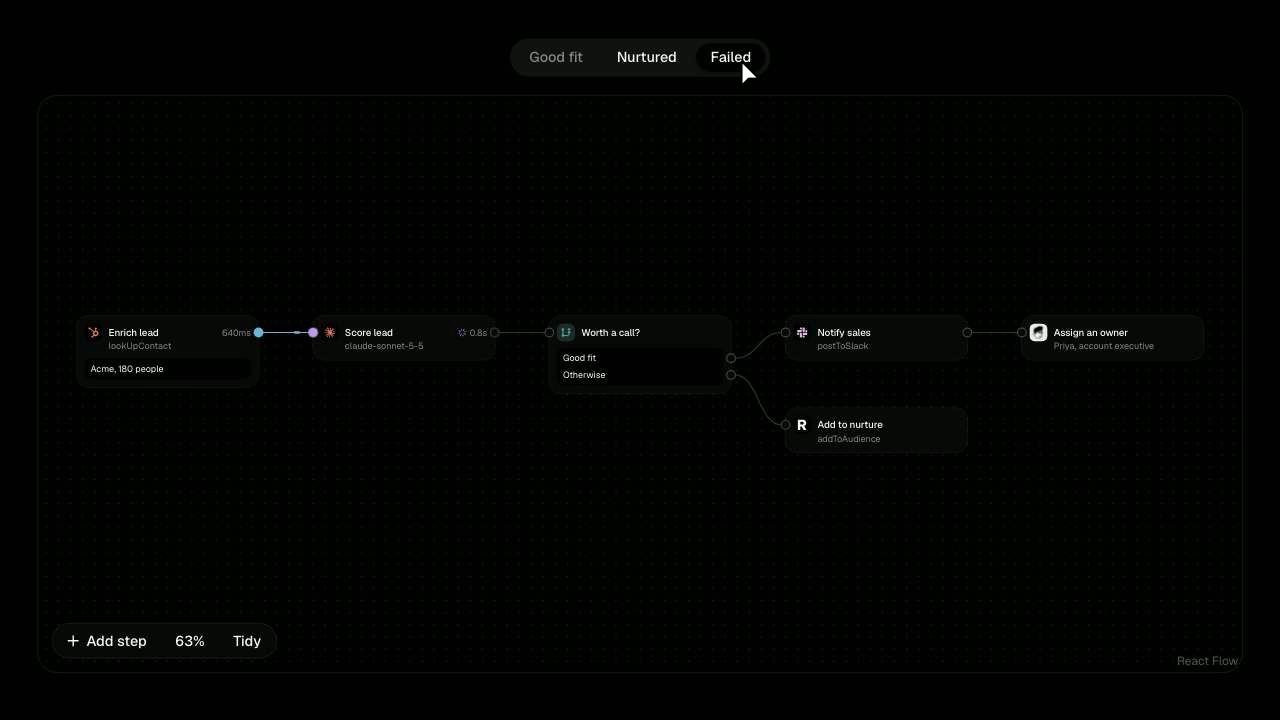 Good fit
Nurtured
Failed
Enrich lead
640ms
lookUpContact
Acme, 180 people
Score lead
0.8s
claude-sonnet-5-5
Worth a call?
Good fit
Otherwise
Notify sales
postToSlack
Assign an owner
Priya, account executive
R
Add to nurture
addToAudience
+ Add step
63%
Tidy
React Flow